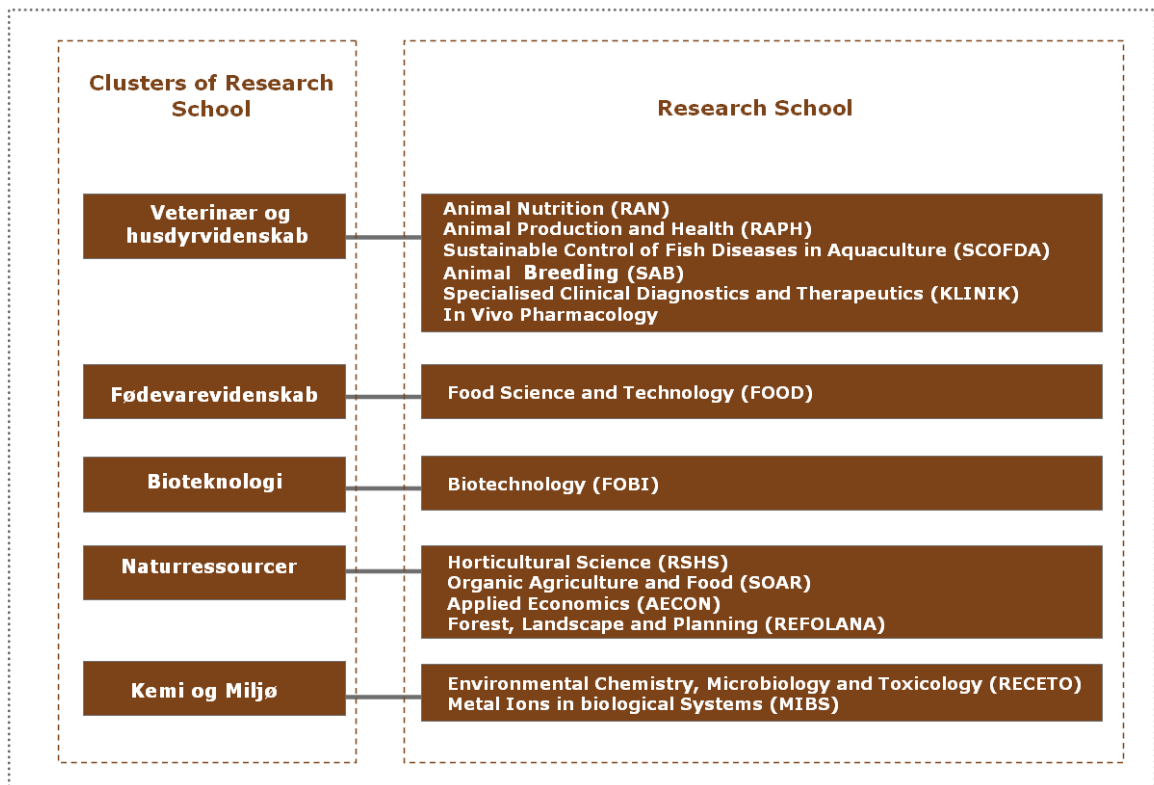 Clusters of Research
School
Research School
Veterinær og
husdyrvidenskab
Animal Nutrition (RAN)
Animal Production and Health (RAPH)
Sustainable Control of Fish Diseases in Aquaculture (SCOFDA)
Animal Breeding (SAB)
Specialised Clinical Diagnostics and Therapeutics (KLINIK)
In Vivo Pharmacology
Fødevarevidenskab
Food Science and Technology (FOOD)
Bioteknologi
Biotechnology (FOBI)
Naturressourcer
Horticultural Science (RSHS)
Organic Agriculture and Food (SOAR)
Applied Economics (AECON)
Forest, Landscape and Planning (REFOLANA)
Kemi og Miljø
Environmental Chemistry, Microbiology and Toxicology (RECETO)
Metal Ions in biological Systems (MIBS)